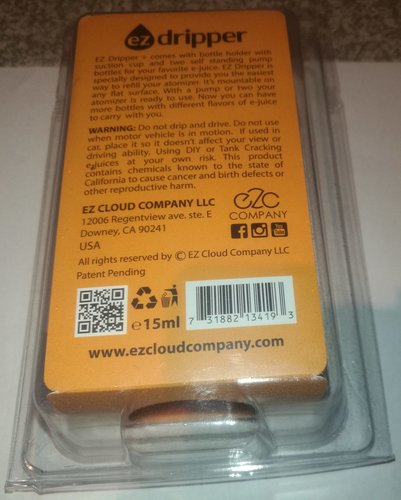 ez dripper
EZ Dripper + comes with bottle holder with
suction cup and two self standing pump
bottles for your favorite e-juice. EZ Dripper is
specially designed to provide you the easiest
way to refill your atomizer. It's mountable on
any flat surface. With a pump or two your
atomizer is ready to use. Now you can have
more bottles with different flavors of e-juice
to carry with you.
WARNING: Do not drip and drive. Do not use
when motor vehicle is in motion. If used in
car, place it so it doesn't affect your view or
driving ability. Using DIY or Tank Cracking
ejuices at your own risk. This product
contains chemicals known to the state of
California to cause cancer and birth defects or
other reproductive harm.
EZ CLOUD COMPANY LLC
12006 Regentview ave. ste. E
Downey, CA 90241
USA
ezc
COMPANY
f
You
Tube
All rights reserved by © EZ Cloud Company LLC
Patent Pending
e 15ml
7 31882 13419 3
www.ezcloudcompany.com